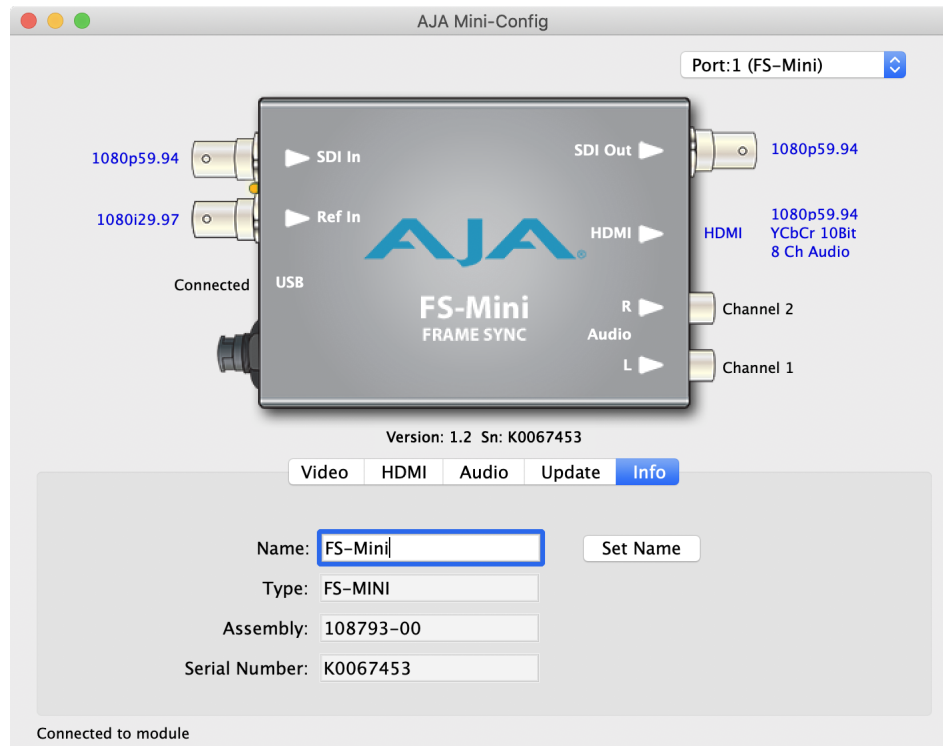 AJA Mini-Config
Port:1 (FS-Mini)
1080p59.94
SDI In
SDI Out
1080p59.94
1080i29.97
Ref In
AJA®
HDMI
HDMI
1080p59.94
YCbCr 10Bit
8 Ch Audio
Connected
USB
FS-Mini
FRAME SYNC
R
Channel 2
Audio
L
Channel 1
Version: 1.2 Sn: K0067453
Video
HDMI
Audio
Update
Info
Name: FS-Mini
Set Name
Type: FS-MINI
Assembly: 108793-00
Serial Number: K0067453
Connected to module